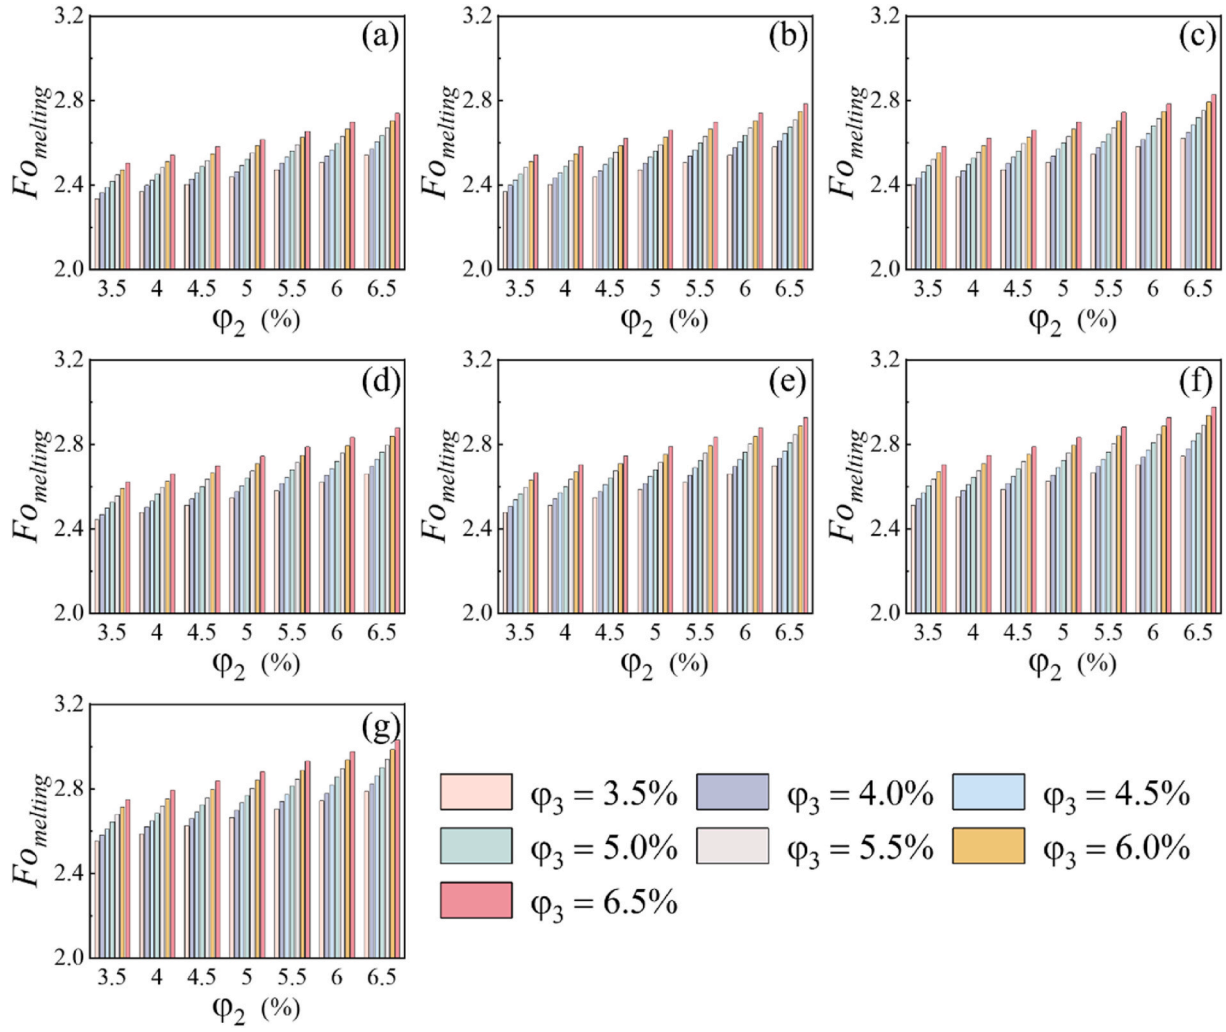 3.2
2.8
2.4
2.0
Fo_melting
(a)
3.5 4 4.5 5 5.5 6 6.5
φ₂ (%)
3.2
2.8
2.4
2.0
Fo_melting
(b)
3.5 4 4.5 5 5.5 6 6.5
φ₂ (%)
3.2
2.8
2.4
2.0
Fo_melting
(c)
3.5 4 4.5 5 5.5 6 6.5
φ₂ (%)
3.2
2.8
2.4
2.0
Fo_melting
(d)
3.5 4 4.5 5 5.5 6 6.5
φ₂ (%)
3.2
2.8
2.4
2.0
Fo_melting
(e)
3.5 4 4.5 5 5.5 6 6.5
φ₂ (%)
3.2
2.8
2.4
2.0
Fo_melting
(f)
3.5 4 4.5 5 5.5 6 6.5
φ₂ (%)
3.2
2.8
2.4
2.0
Fo_melting
(g)
3.5 4 4.5 5 5.5 6 6.5
φ₂ (%)
φ₃ = 3.5% φ₃ = 4.0% φ₃ = 4.5%
φ₃ = 5.0% φ₃ = 5.5% φ₃ = 6.0%
φ₃ = 6.5%